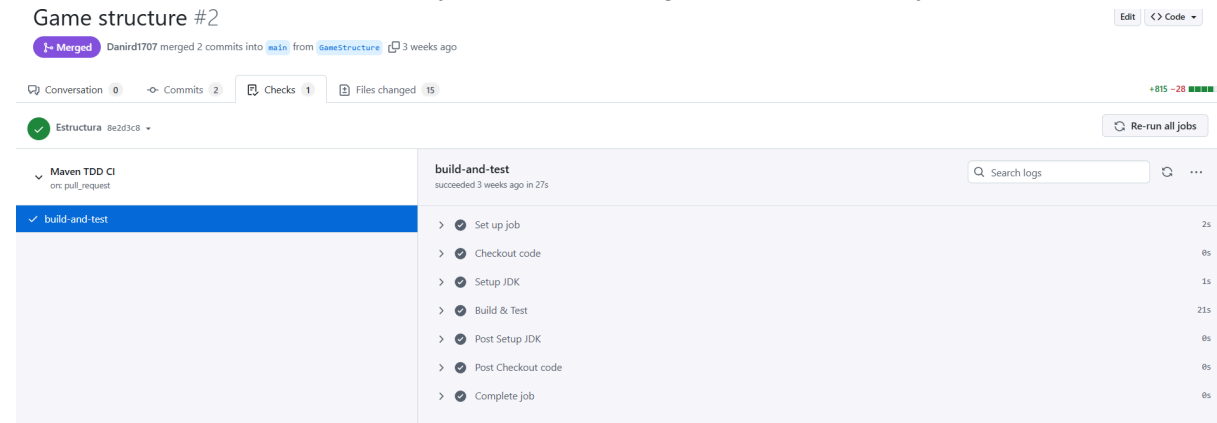 Game structure #2
Edit
<> Code
Merged Danird1707 merged 2 commits into main from GameStructure 3 weeks ago
Conversation 0 Commits 2 Checks 1 Files changed 15
+815 −28
Estructura 8e2d3c8
Re-run all jobs
Maven TDD CI
on: pull_request
build-and-test
build-and-test
succeeded 3 weeks ago in 27s
Search logs
Set up job 2s
Checkout code 0s
Setup JDK 1s
Build & Test 21s
Post Setup JDK 0s
Post Checkout code 0s
Complete job 0s